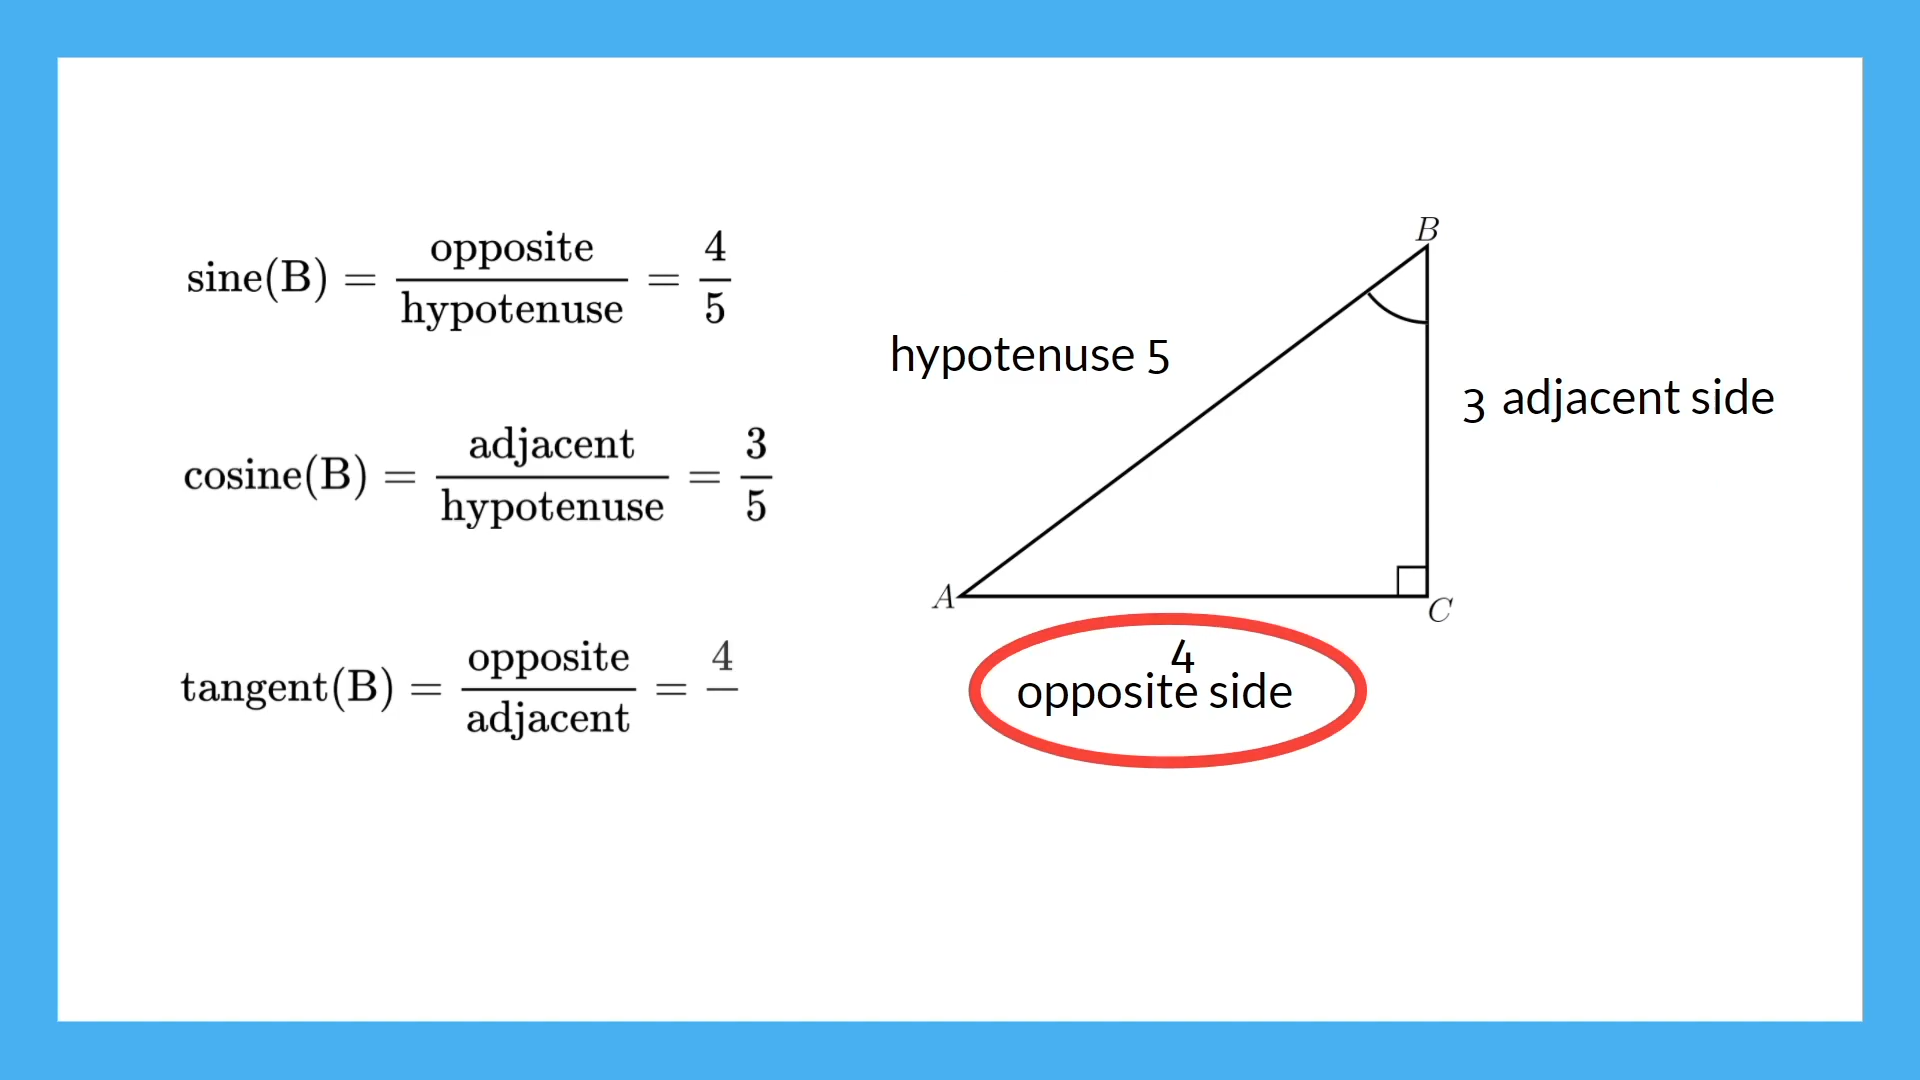 sine(B) = opposite/hypotenuse = 4/5
cosine(B) = adjacent/hypotenuse = 3/5
tangent(B) = opposite/adjacent = 4/
B
hypotenuse 5
3 adjacent side
A
C
4
opposite side